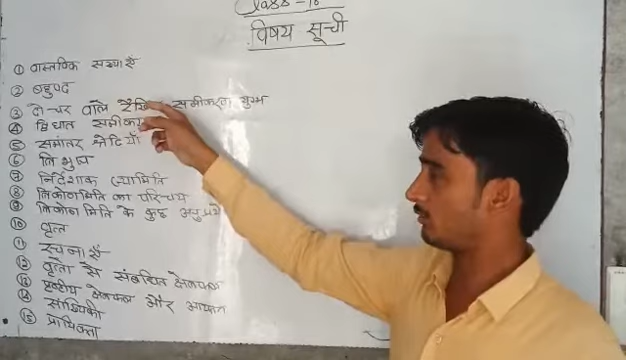 Class-10
विषय सूची
① वास्तविक संख्याएँ
② बहुपद
③ दो चर वाले रैखि समीकरण युग्म
④ द्विघात समीकर
⑤ समांतर श्रेढियाँ
⑥ त्रिभुज
⑦ निर्देशांक ज्यामिति
⑧ त्रिकोणमिति का परिचय
⑨ त्रिकोणमिति के कुछ अनुप्रयो
⑩ वृत्त
⑪ रचनाएँ
⑫ वृत्तों से संबंधित क्षेत्रफल
⑬ पृष्ठीय क्षेत्रफल और आयतन
⑭ सांख्यिकी
⑮ प्रायिकता